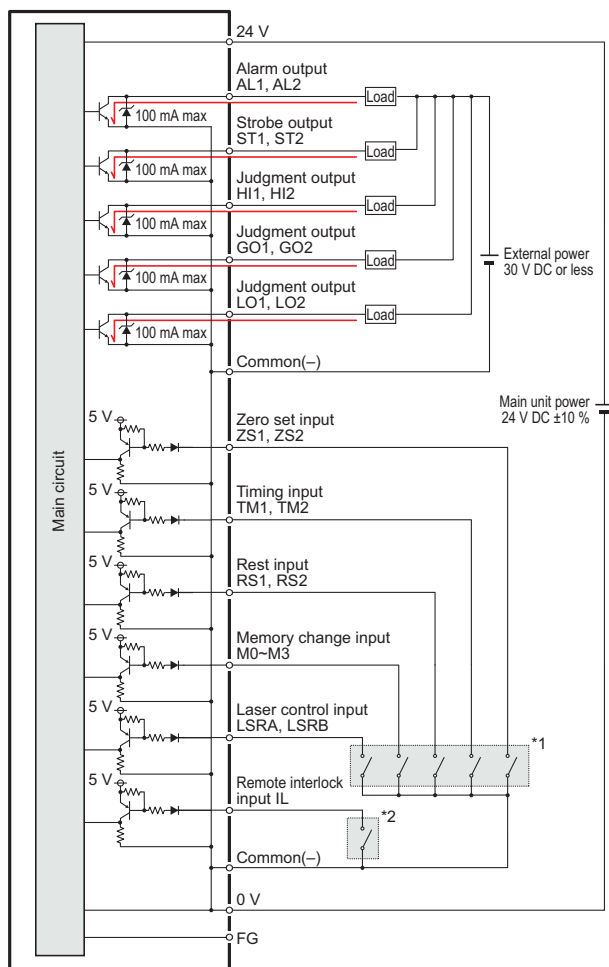 24 V
Alarm output
AL1, AL2
Load
100 mA max
Strobe output
ST1, ST2
Load
100 mA max
Judgment output
HI1, HI2
Load
100 mA max
Judgment output
GO1, GO2
Load
100 mA max
External power
30 V DC or less
Judgment output
LO1, LO2
Load
100 mA max
Common(–)
Main unit power
24 V DC ±10 %
Main circuit
5 V
Zero set input
ZS1, ZS2
5 V
Timing input
TM1, TM2
5 V
Rest input
RS1, RS2
5 V
Memory change input
M0~M3
5 V
Laser control input
LSRA, LSRB
*1
5 V
Remote interlock
input IL
*2
Common(–)
0 V
FG